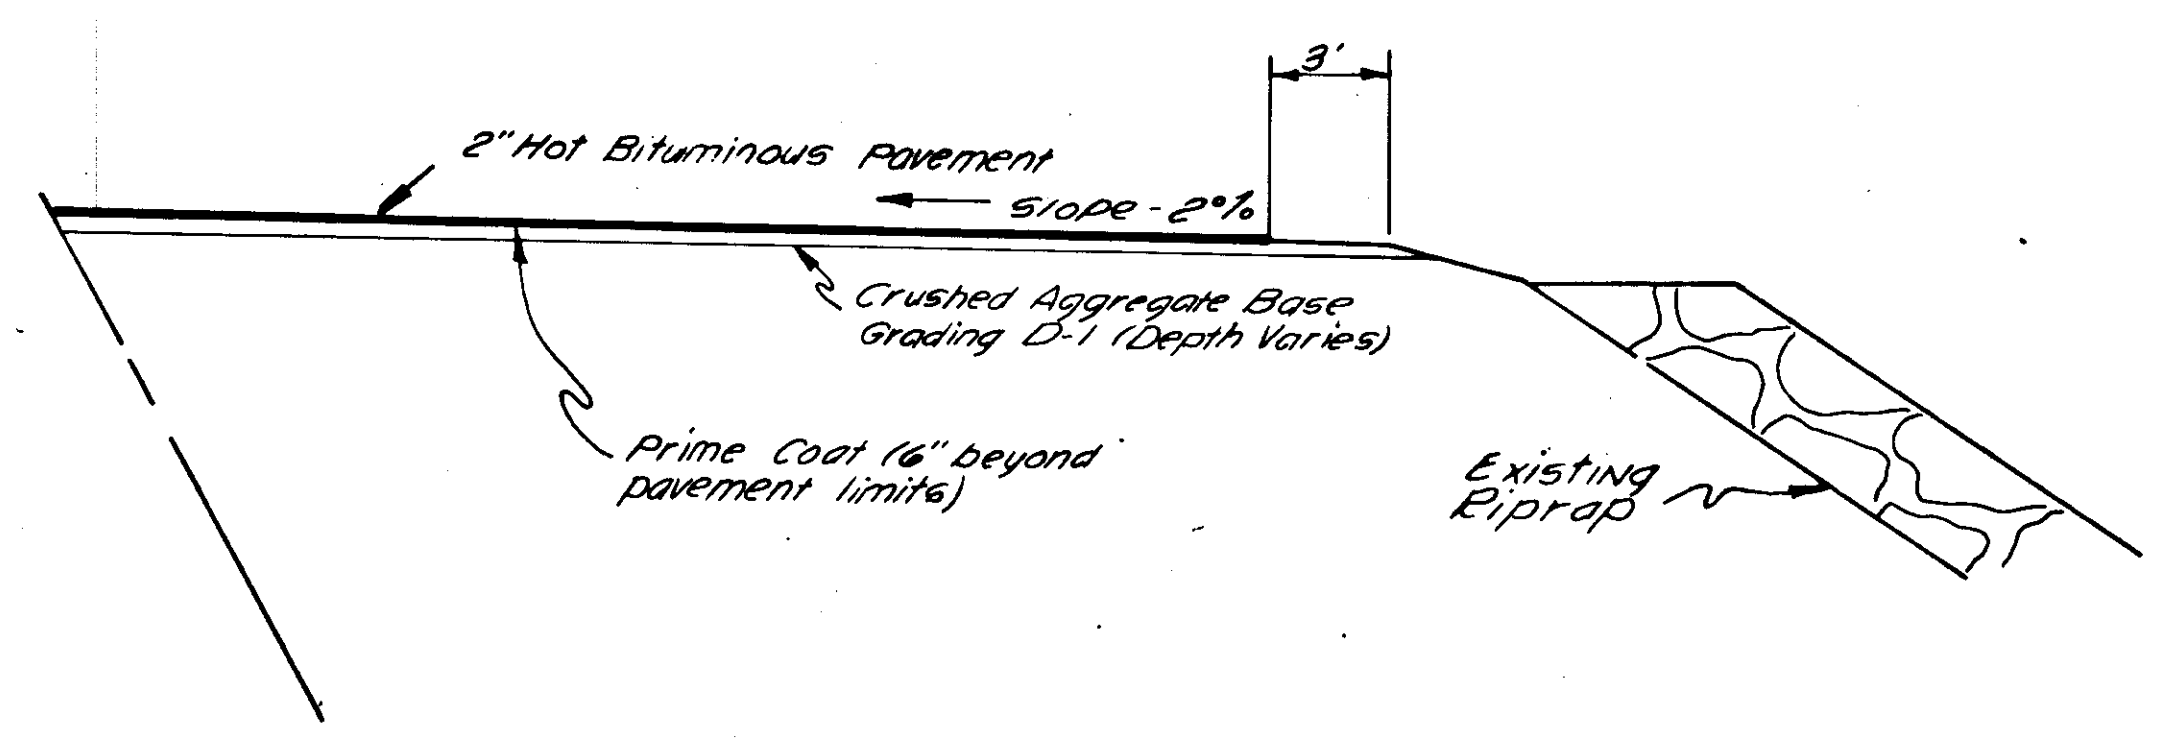 3'
2" Hot Bituminous Pavement
Slope - 2%
Crushed Aggregate Base
Grading D-1 (Depth Varies)
Prime Coat (6" beyond
pavement limits)
Existing
Riprap